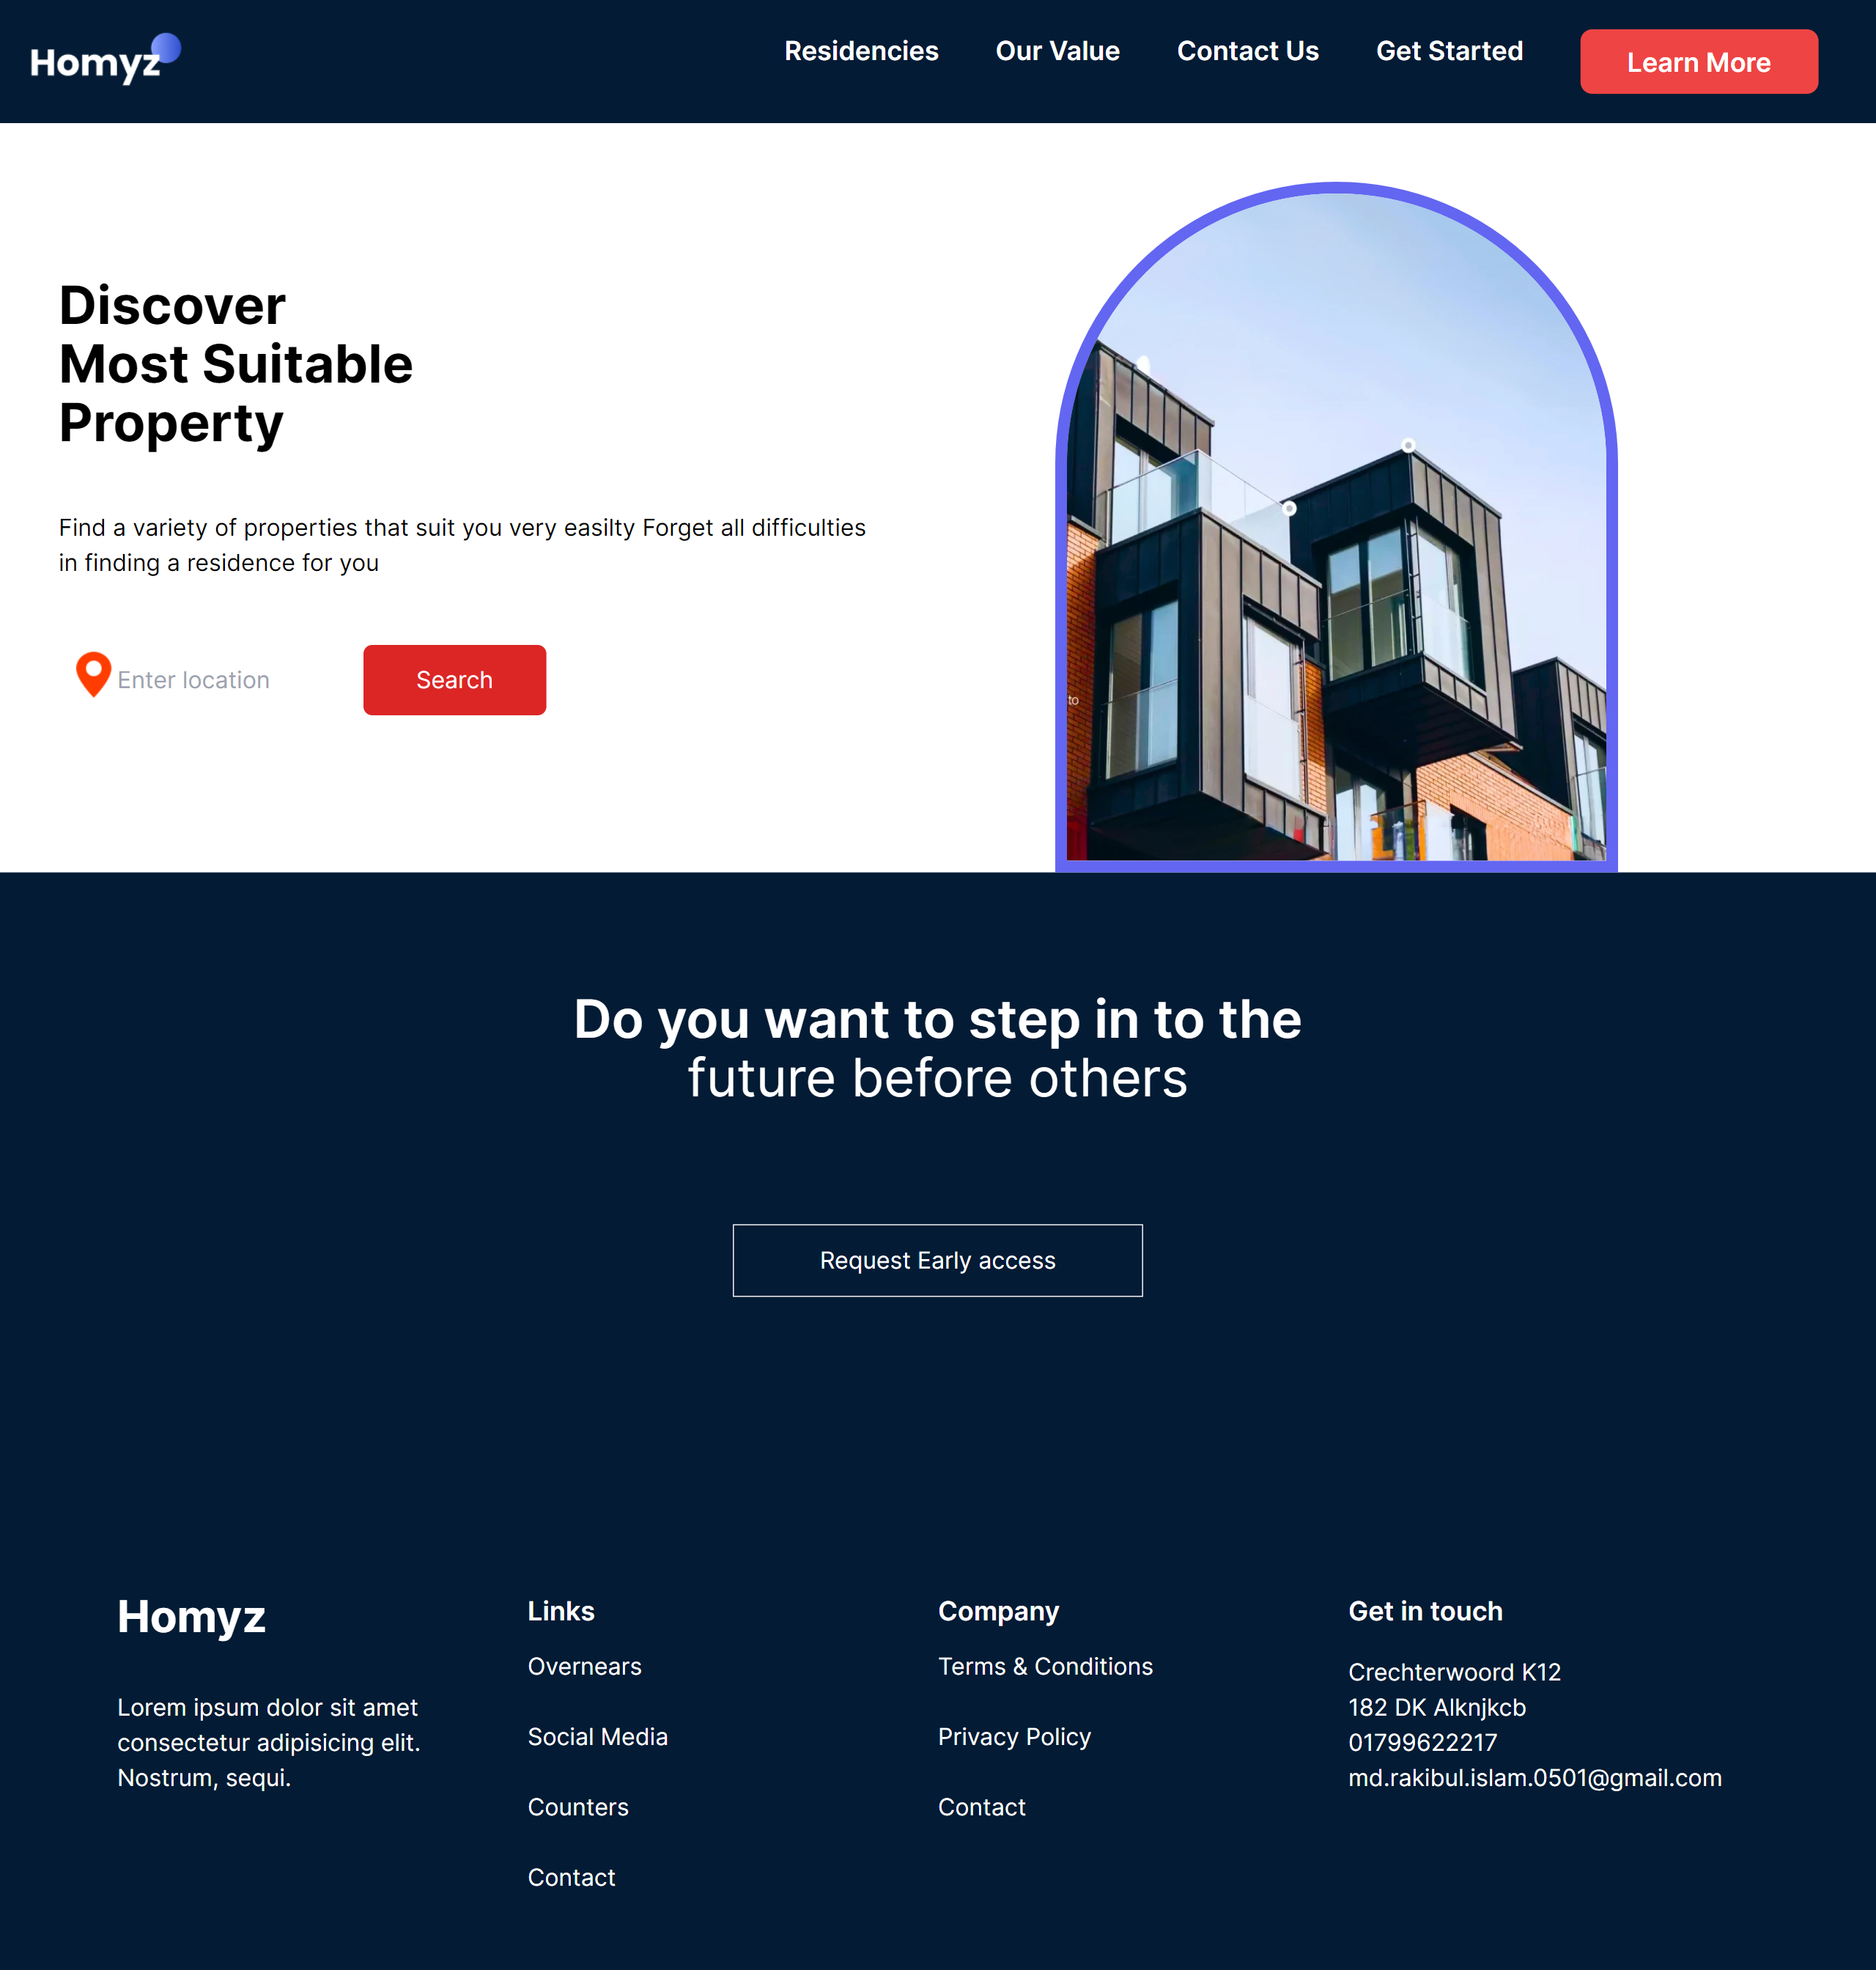 Homyz
Residencies
Our Value
Contact Us
Get Started
Learn More
Discover
Most Suitable
Property
Find a variety of properties that suit you very easilty Forget all difficulties
in finding a residence for you
Enter location
Search
to
Do you want to step in to the
future before others
Request Early access
Homyz
Lorem ipsum dolor sit amet
consectetur adipisicing elit.
Nostrum, sequi.
Links
Overnears
Social Media
Counters
Contact
Company
Terms & Conditions
Privacy Policy
Contact
Get in touch
Crechterwoord K12
182 DK Alknjkcb
01799622217
md.rakibul.islam.0501@gmail.com